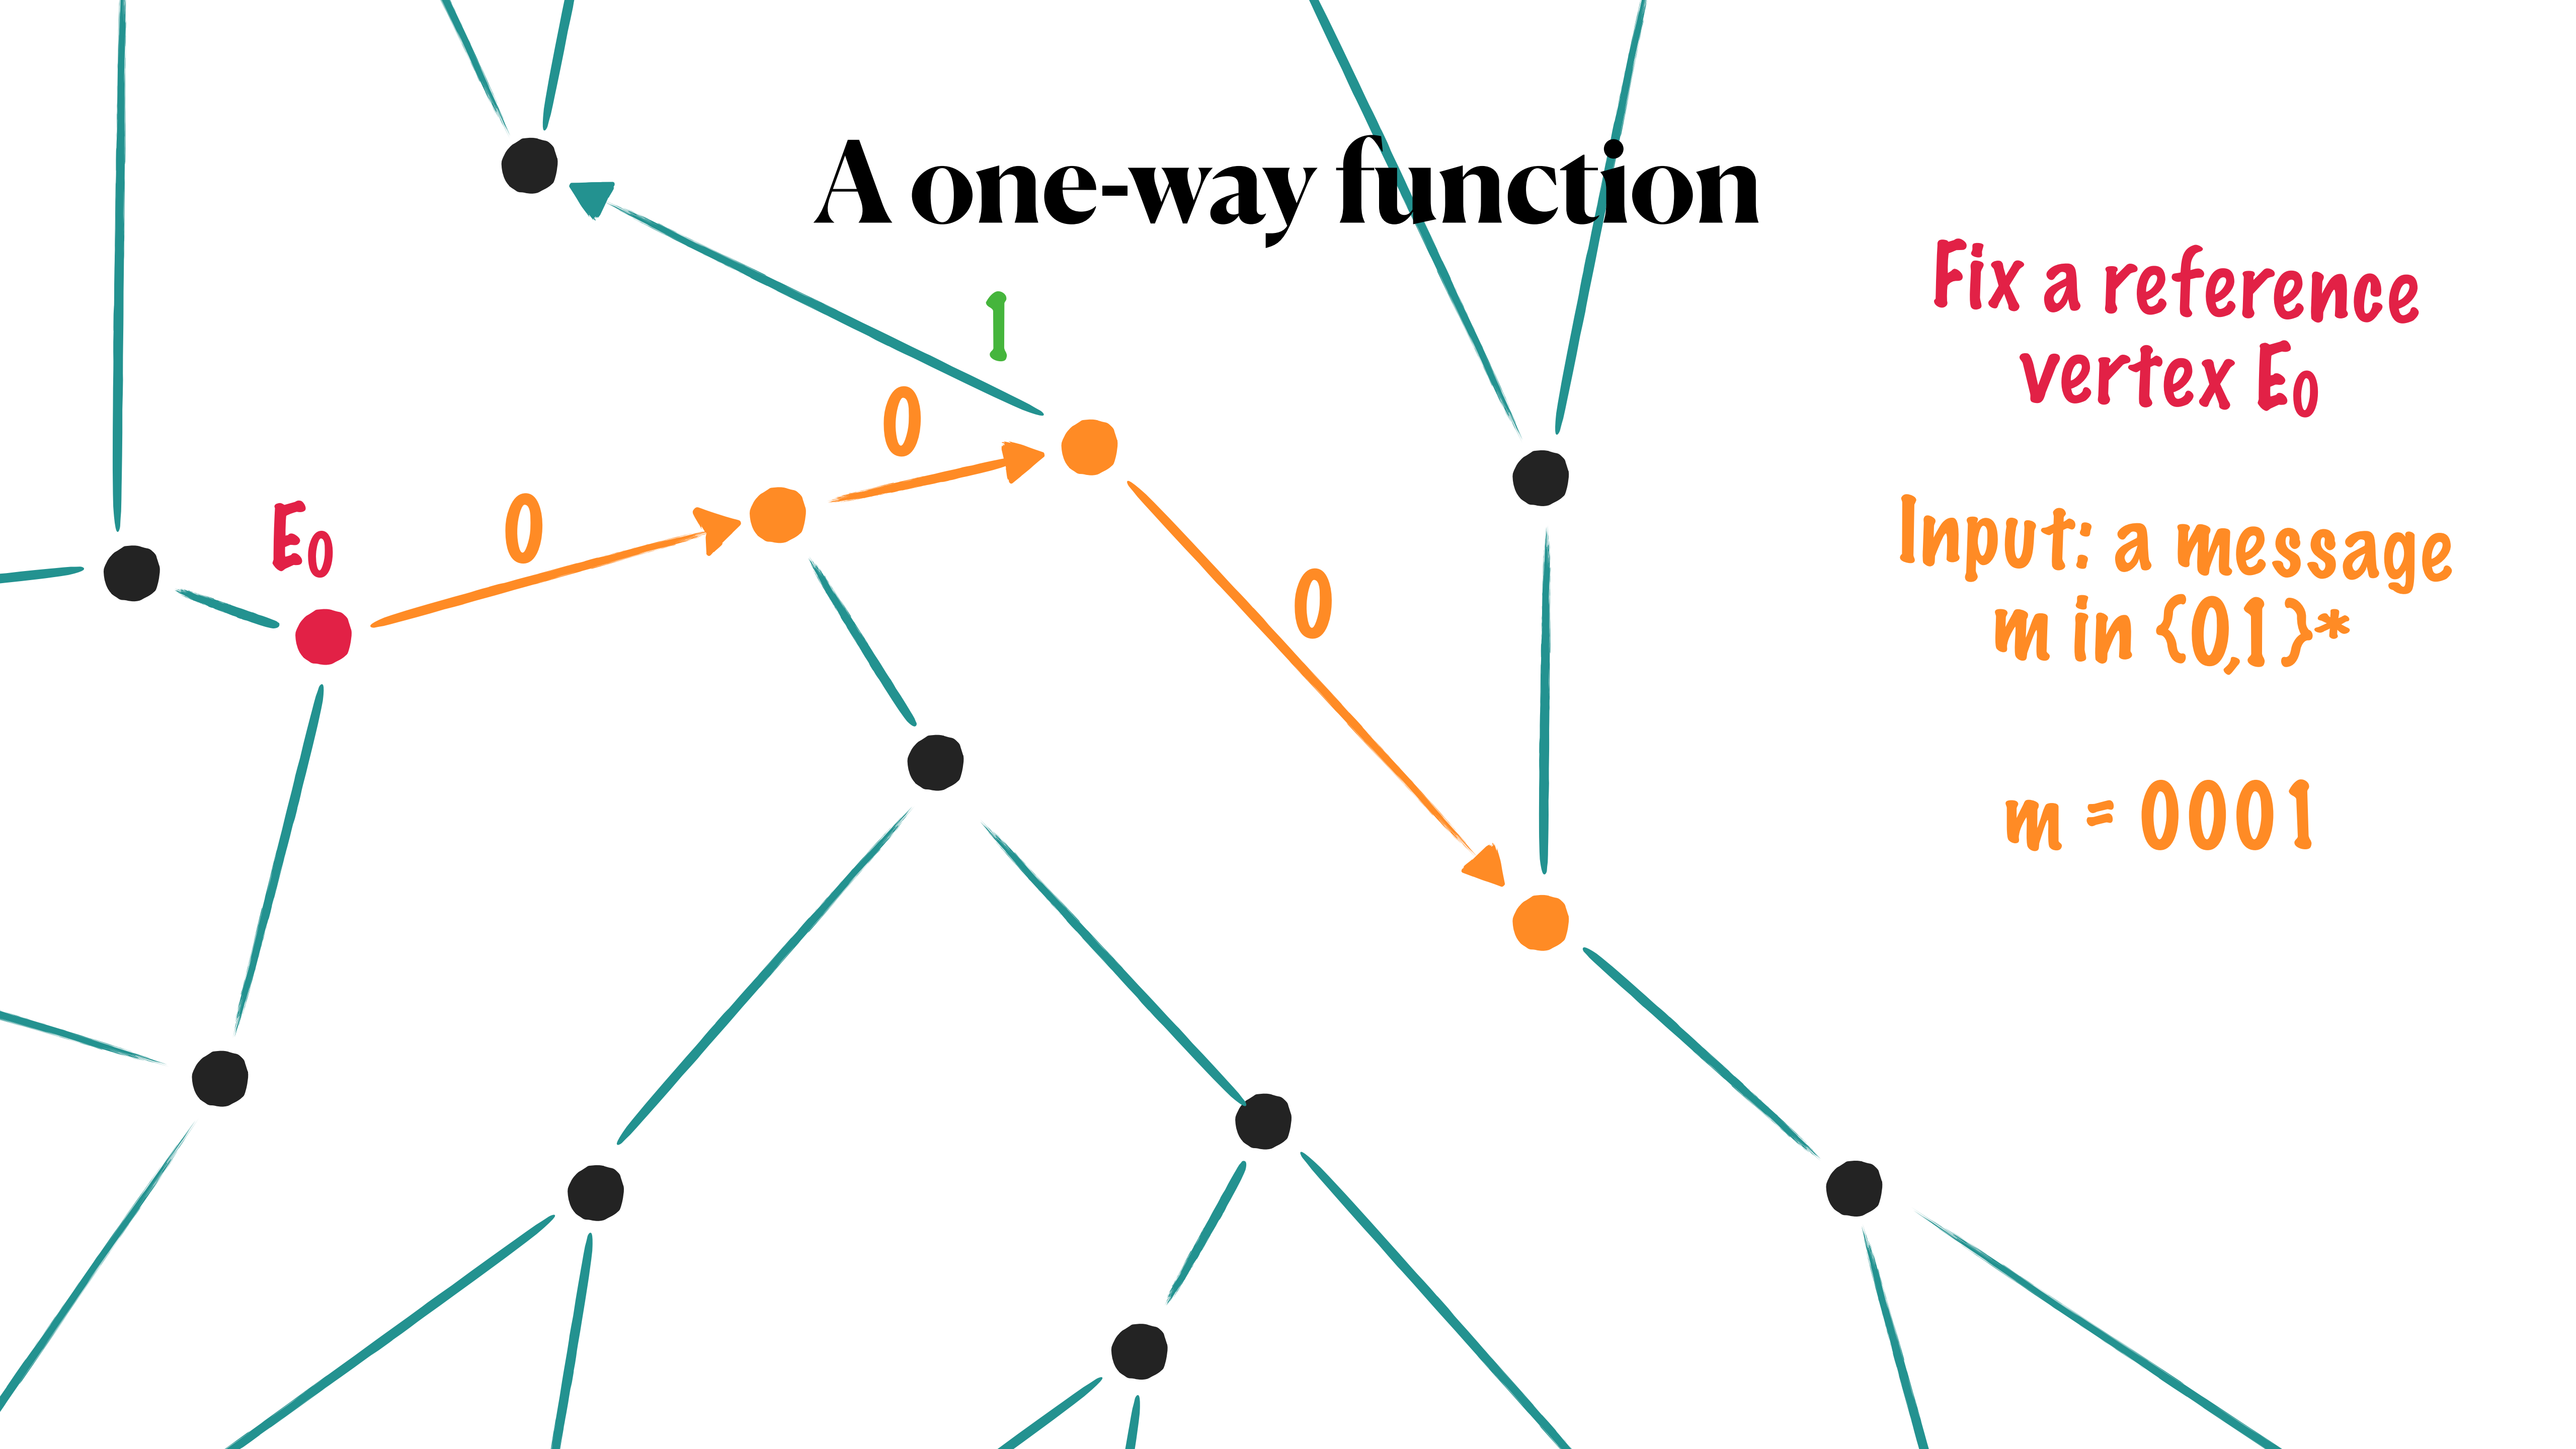 A one-way function
Fix a reference
vertex E₀
1
0
0
E₀
0
Input: a message
m in {0,1}*
m = 0001